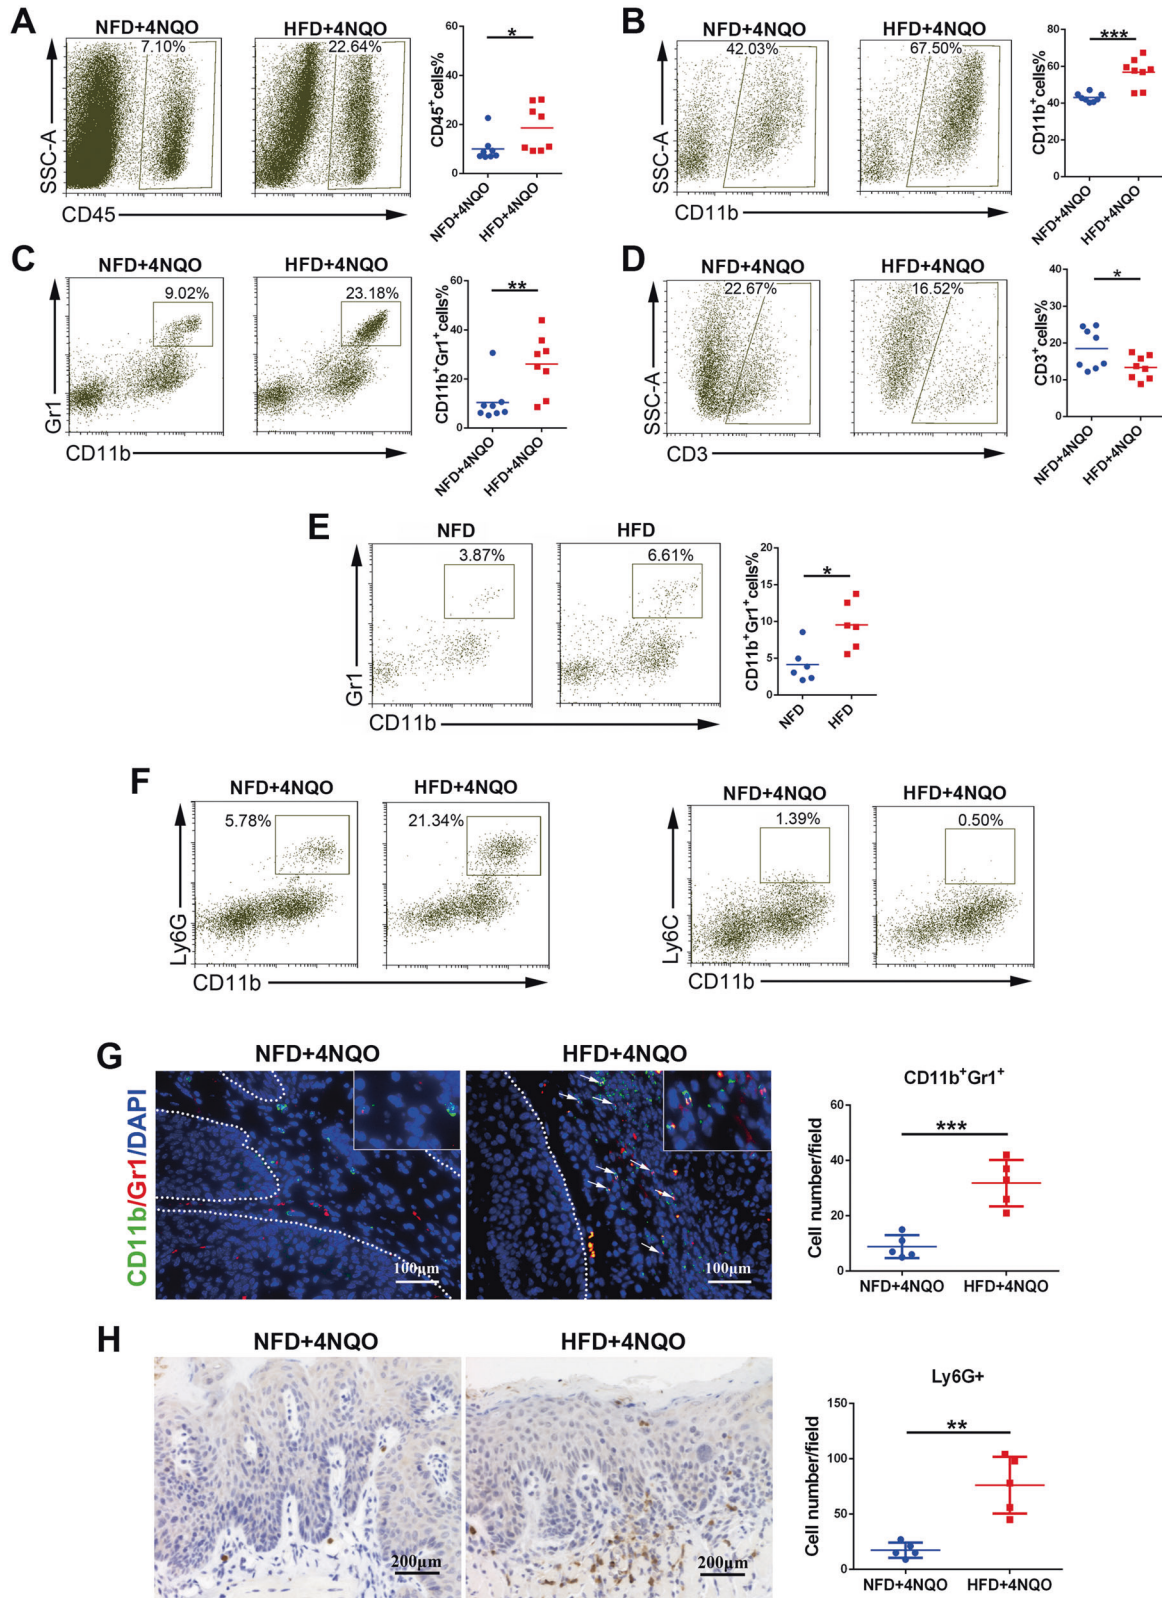 A
NFD+4NQO
HFD+4NQO
7.10%
22.64%
SSC-A
CD45
*
CD45+cells%
60
40
20
0
NFD+4NQO
HFD+4NQO
B
NFD+4NQO
HFD+4NQO
42.03%
67.50%
SSC-A
CD11b
***
CD11b+cells%
80
60
40
20
0
NFD+4NQO
HFD+4NQO
C
NFD+4NQO
HFD+4NQO
9.02%
23.18%
Gr1
CD11b
**
CD11b+Gr1+cells%
60
40
20
0
NFD+4NQO
HFD+4NQO
D
NFD+4NQO
HFD+4NQO
22.67%
16.52%
SSC-A
CD3
*
CD3+cells%
40
30
20
10
0
NFD+4NQO
HFD+4NQO
E
NFD
HFD
3.87%
6.61%
Gr1
CD11b
*
CD11b+Gr1+cells%
20
15
10
5
0
NFD
HFD
F
NFD+4NQO
HFD+4NQO
5.78%
21.34%
Ly6G
CD11b
NFD+4NQO
HFD+4NQO
1.39%
0.50%
Ly6C
CD11b
G
NFD+4NQO
HFD+4NQO
CD11b/Gr1/DAPI
100μm
100μm
CD11b+Gr1+
***
Cell number/field
60
40
20
0
NFD+4NQO
HFD+4NQO
H
NFD+4NQO
HFD+4NQO
200μm
200μm
Ly6G+
**
Cell number/field
150
100
50
0
NFD+4NQO
HFD+4NQO